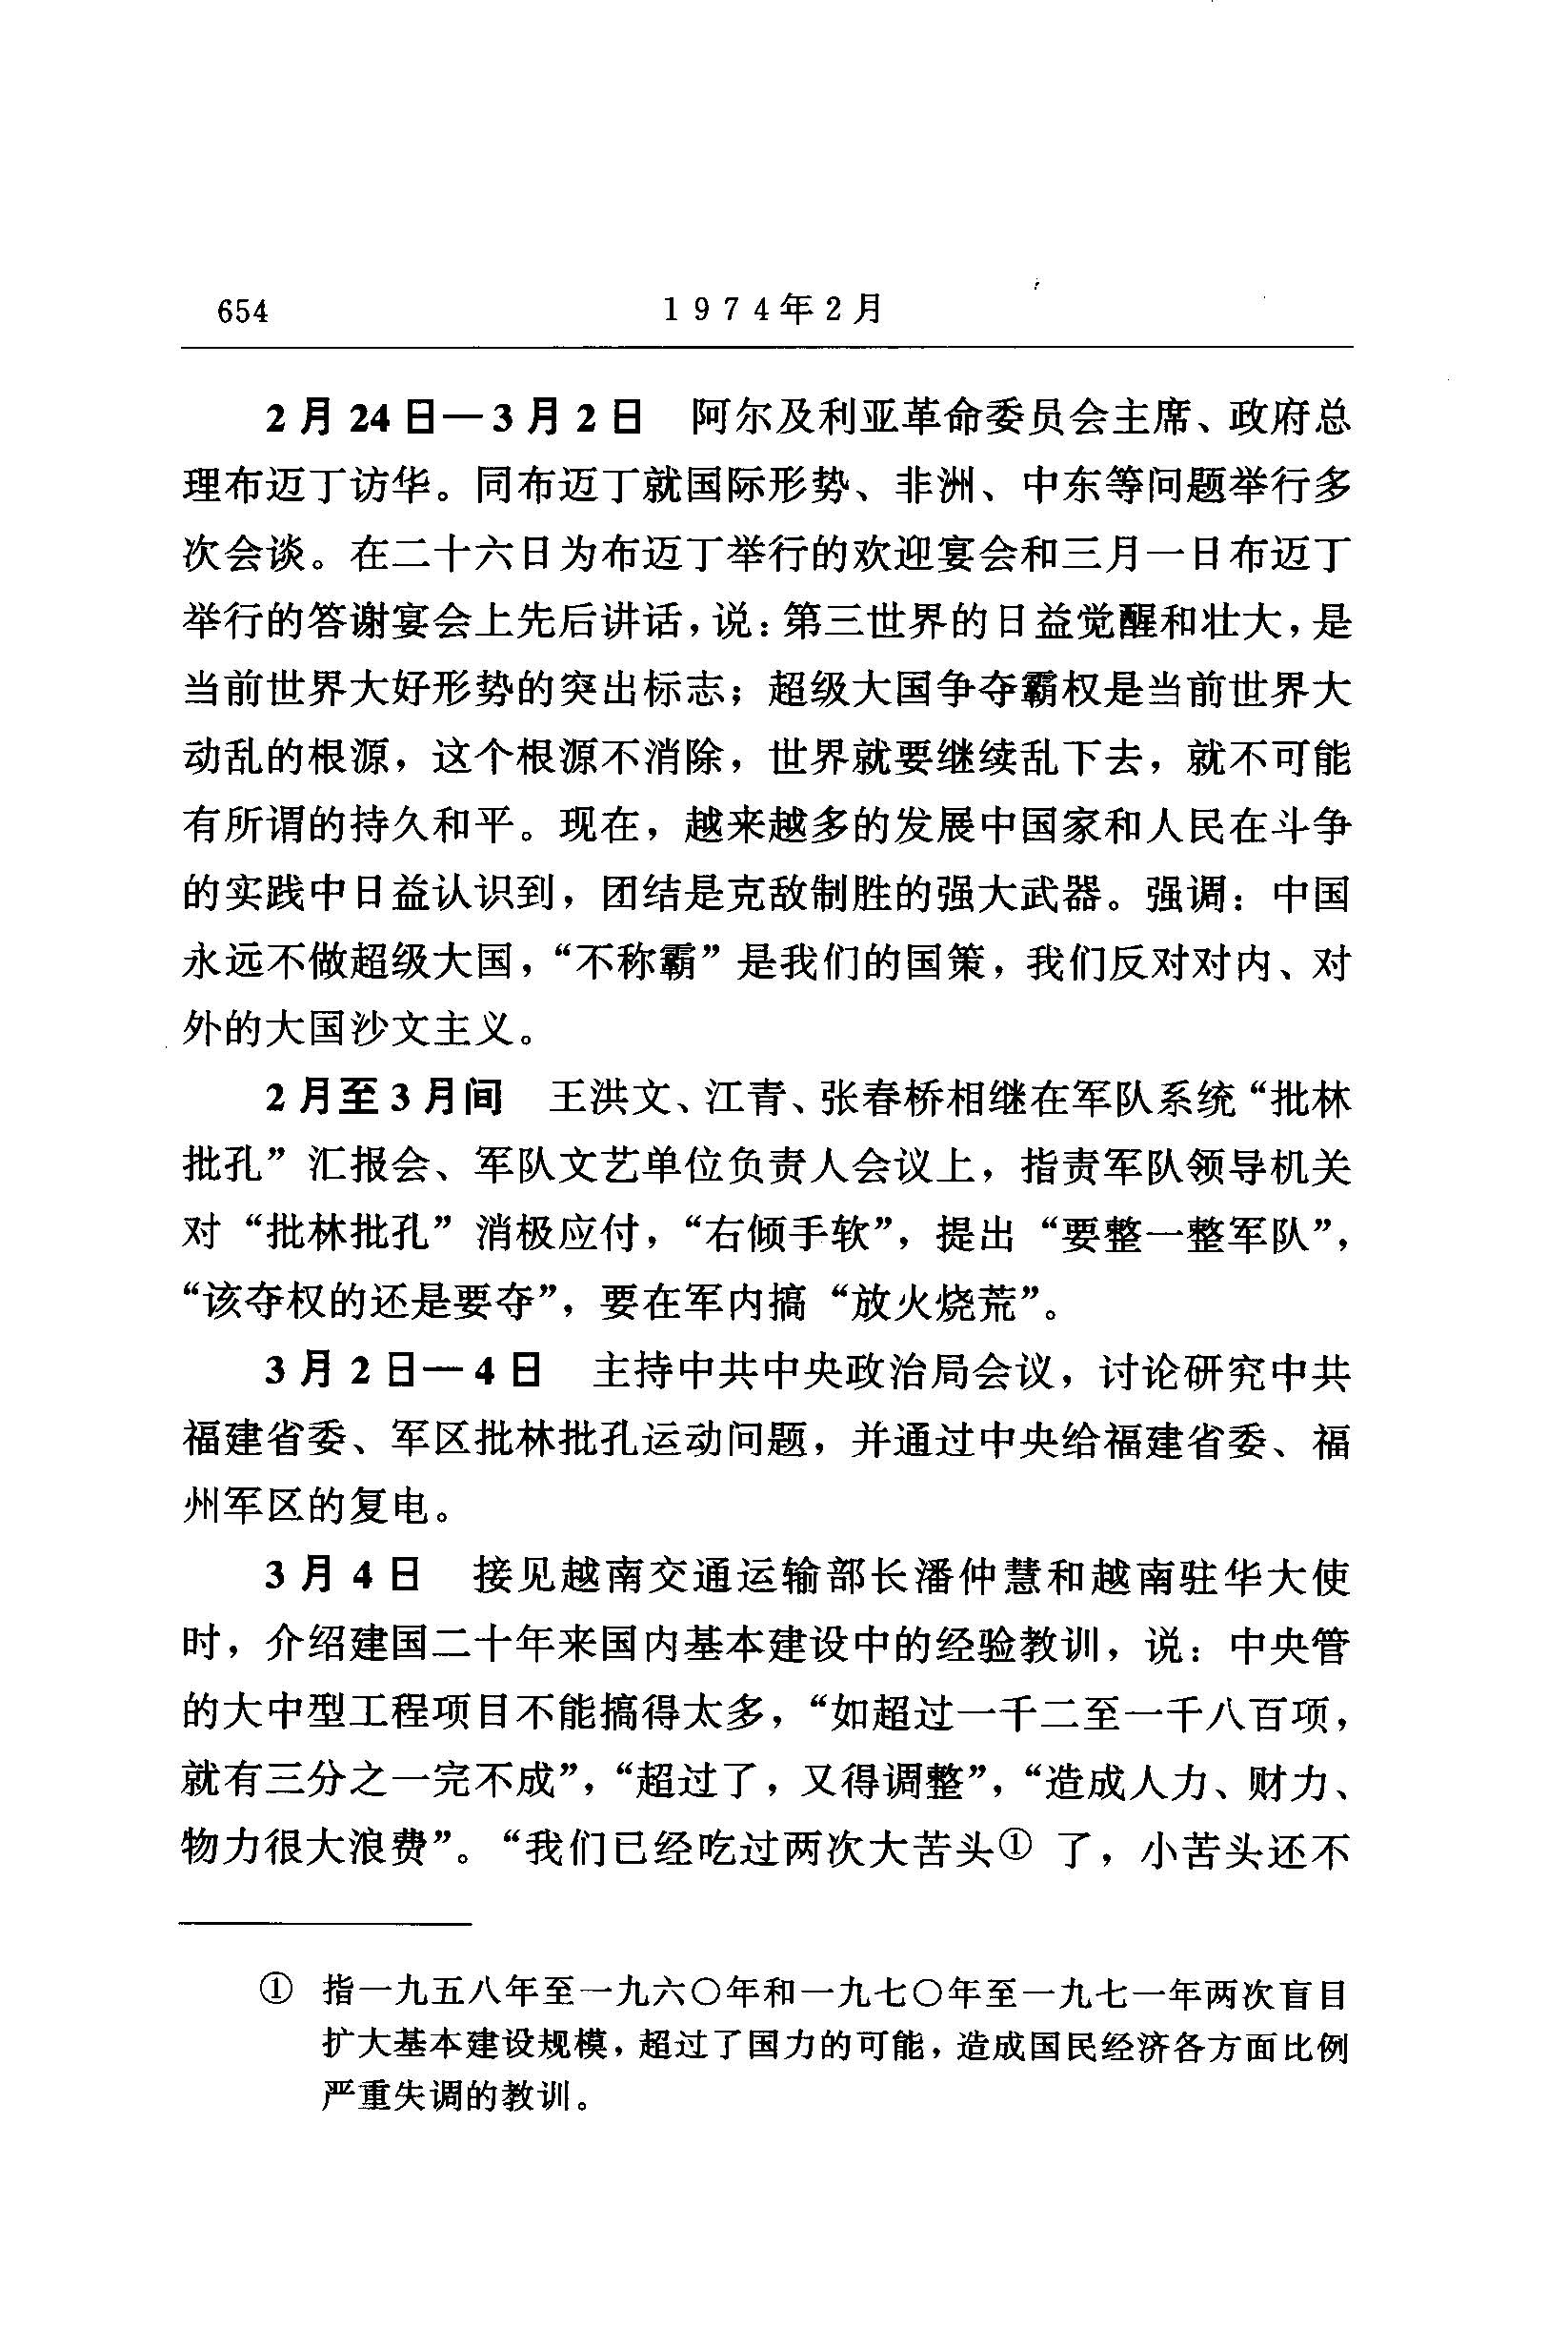 654 1974年2月
2月24日—3月2日 阿尔及利亚革命委员会主席、政府总
理布迈丁访华。同布迈丁就国际形势、非洲、中东等问题举行多
次会谈。在二十六日为布迈丁举行的欢迎宴会和三月一日布迈丁
举行的答谢宴会上先后讲话，说：第三世界的日益觉醒和壮大，是
当前世界大好形势的突出标志；超级大国争夺霸权是当前世界大
动乱的根源，这个根源不消除，世界就要继续乱下去，就不可能
有所谓的持久和平。现在，越来越多的发展中国家和人民在斗争
的实践中日益认识到，团结是克敌制胜的强大武器。强调：中国
永远不做超级大国，“不称霸”是我们的国策，我们反对对内、对
外的大国沙文主义。
2月至3月间 王洪文、江青、张春桥相继在军队系统“批林
批孔”汇报会、军队文艺单位负责人会议上，指责军队领导机关
对“批林批孔”消极应付，“右倾手软”，提出“要整一整军队”，
“该夺权的还是要夺”，要在军内搞“放火烧荒”。
3月2日—4日 主持中共中央政治局会议，讨论研究中共
福建省委、军区批林批孔运动问题，并通过中央给福建省委、福
州军区的复电。
3月4日 接见越南交通运输部长潘仲慧和越南驻华大使
时，介绍建国二十年来国内基本建设中的经验教训，说：中央管
的大中型工程项目不能搞得太多，“如超过一千二至一千八百项，
就有三分之一完不成”，“超过了，又得调整”，“造成人力、财力、
物力很大浪费”。“我们已经吃过两次大苦头① 了，小苦头还不
① 指一九五八年至一九六〇年和一九七〇年至一九七一年两次盲目
扩大基本建设规模，超过了国力的可能，造成国民经济各方面比例
严重失调的教训。